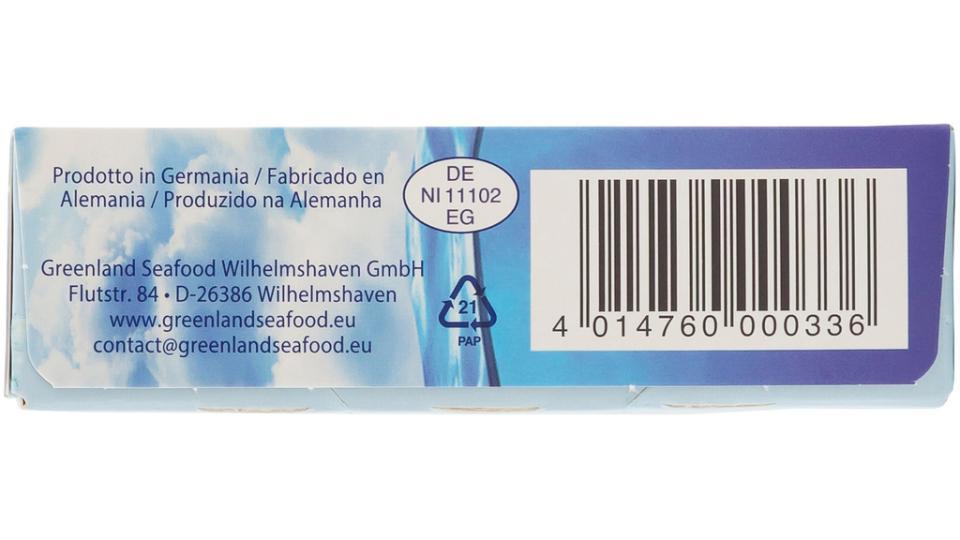 Prodotto in Germania / Fabricado en
Alemania / Produzido na Alemanha
Greenland Seafood Wilhelmshaven GmbH
Flutstr. 84 • D-26386 Wilhelmshaven
www.greenlandseafood.eu
contact@greenlandseafood.eu
DE
NI 11102
EG
21
PAP
4 014760 000336